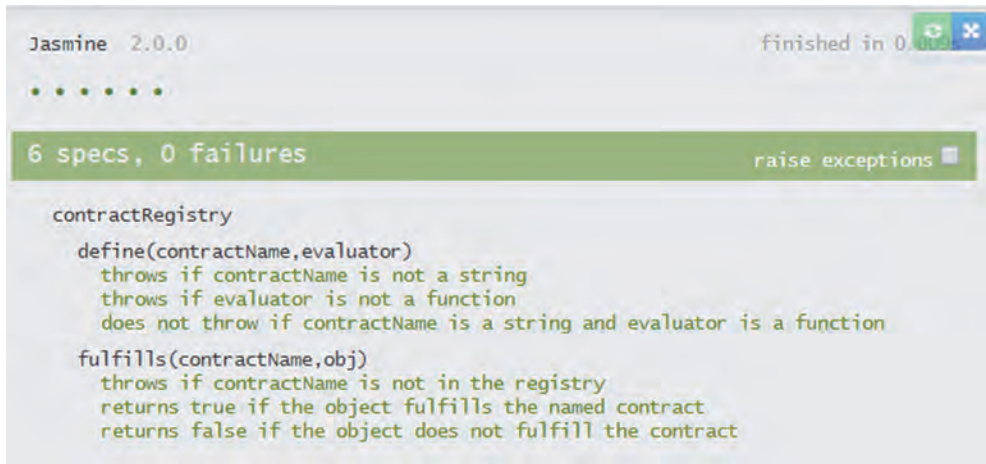 Jasmine 2.0.0
finished in 0.009s
• • • • • •
6 specs, 0 failures
raise exceptions
contractRegistry
define(contractName,evaluator)
throws if contractName is not a string
throws if evaluator is not a function
does not throw if contractName is a string and evaluator is a function
fulfills(contractName,obj)
throws if contractName is not in the registry
returns true if the object fulfills the named contract
returns false if the object does not fulfill the contract